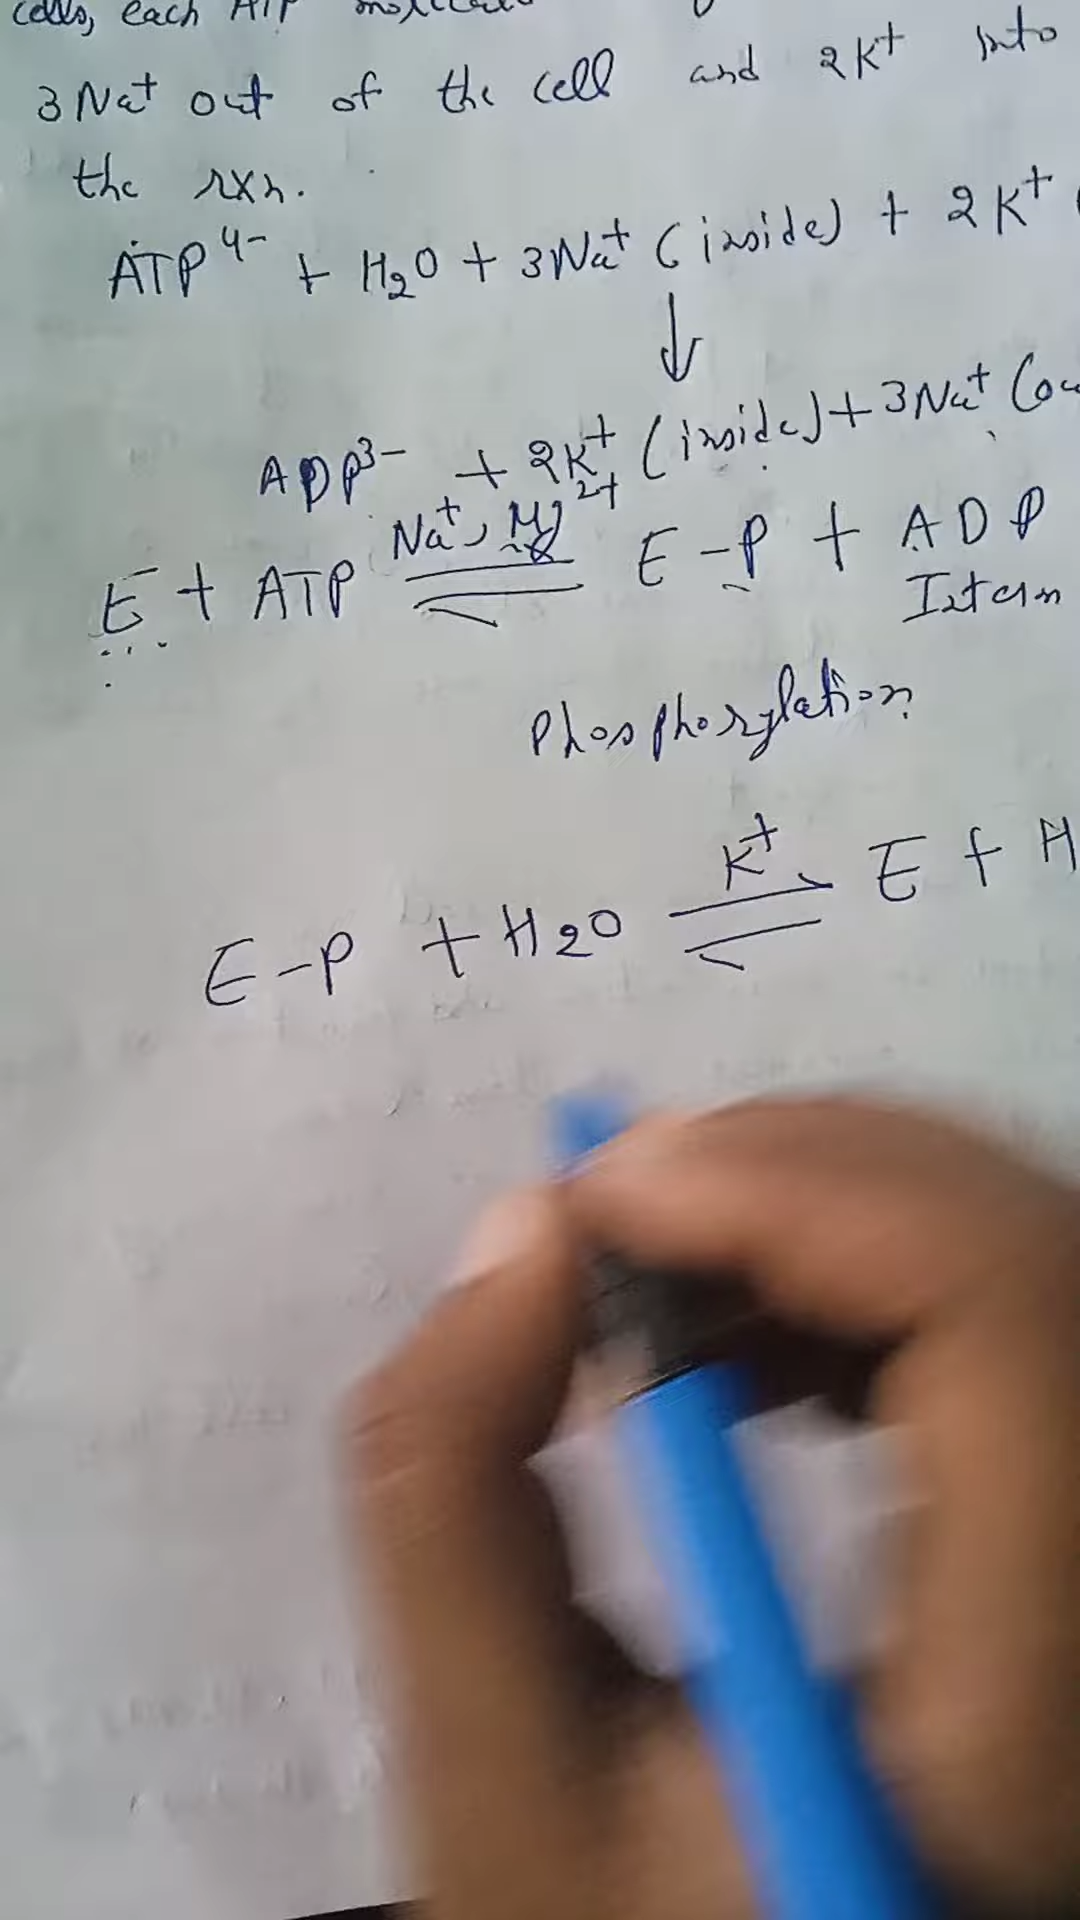 cells, each ATP
3Na⁺ out of the cell and 2K⁺ into
the rxn.
ATP⁴⁻ + H₂O + 3Na⁺ (inside) + 2K⁺
↓
ADP³⁻ + 2K⁺ (inside) + 3Na⁺ (ou
Na⁺, Mg²⁺
E + ATP ⇌ E-P + ADP
Interm
Phosphorylation
K⁺
E-P + H₂O ⇌ E + H